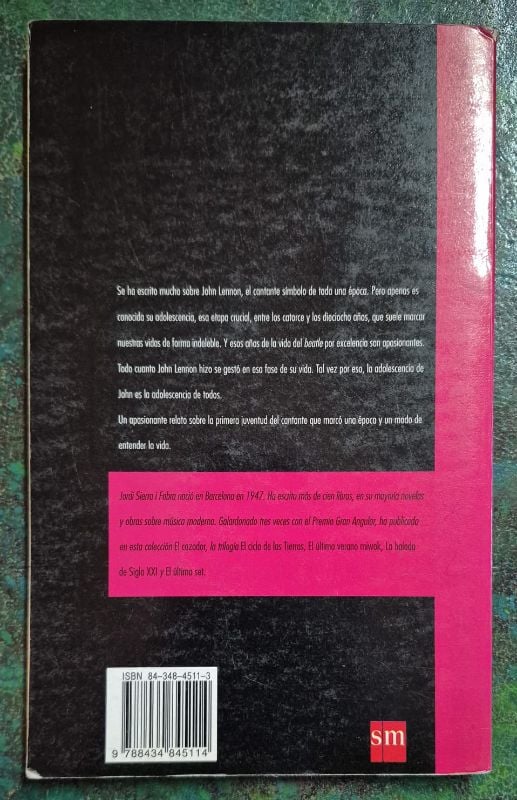 Se ha escrito mucho sobre John Lennon, el cantante símbolo de toda una época. Pero apenas es
conocida su adolescencia, esa etapa crucial, entre los catorce y los dieciocho años, que suele marcar
nuestras vidas de forma indeleble. Y esos años de la vida del beatle por excelencia son apasionantes.
Todo cuanto John Lennon hizo se gestó en esa fase de su vida. Tal vez por eso, la adolescencia de
John es la adolescencia de todos.
Un apasionante relato sobre la primera juventud del cantante que marcó una época y un modo de
entender la vida.
Jordi Sierra i Fabra nació en Barcelona en 1947. Ha escrito más de cien libros, en su mayoría novelas
y obras sobre música moderna. Galardonado tres veces con el Premio Gran Angular, ha publicado
en esta colección El cazador, la trilogía El ciclo de las Tierras, El último verano miwok, La balada
de Siglo XXI y El último set.
ISBN 84-348-4511-3
9 788434 845114
sm